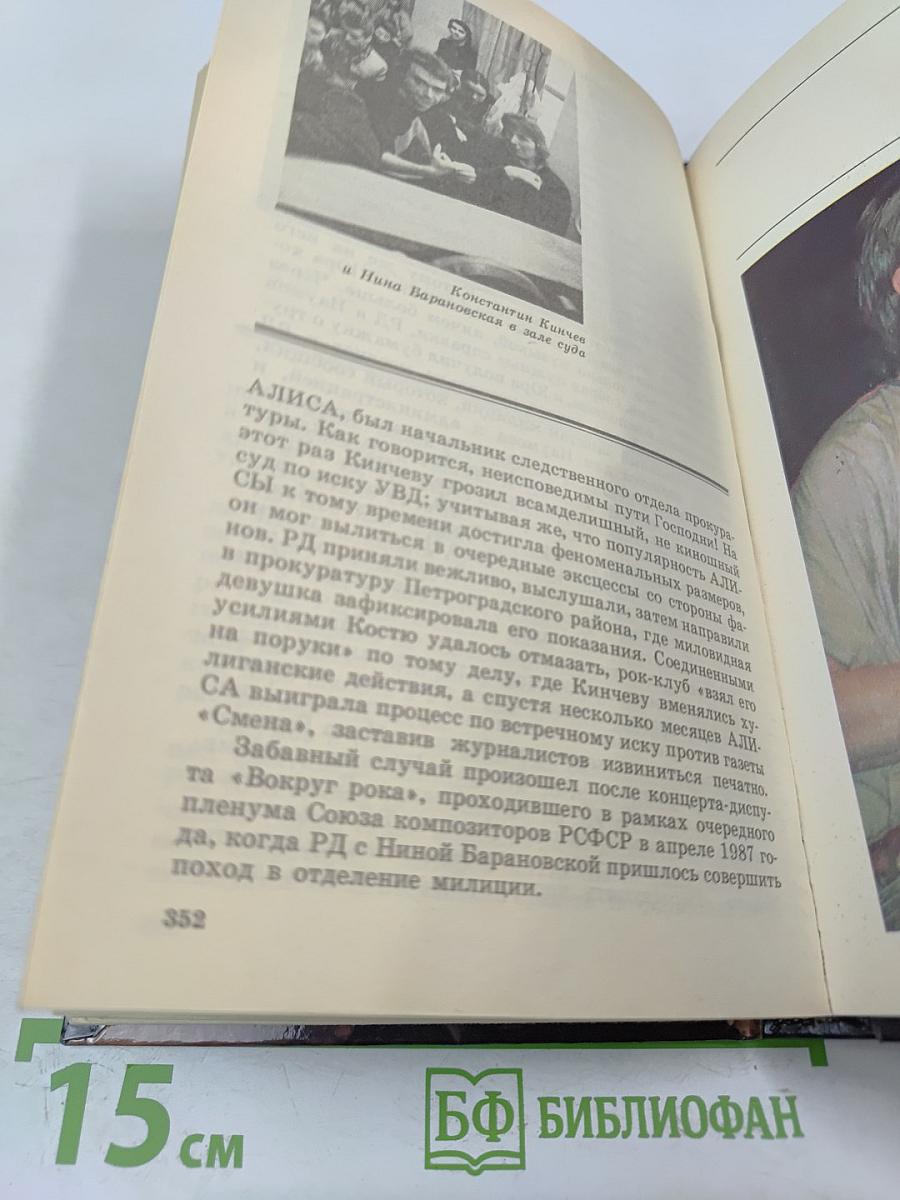 Константин Кинчев
и Нина Барановская в зале суда
АЛИСА, был начальник следственного отдела прокура-
туры. Как говорится, неисповедимы пути Господни! На
этот раз Кинчеву грозил всамделишный, не киношный
суд по иску УВД; учитывая же, что популярность АЛИ-
СЫ к тому времени достигла феноменальных размеров,
он мог вылиться в очередные эксцессы со стороны фа-
нов. РД приняли вежливо, выслушали, затем направили
в прокуратуру Петроградского района, где миловидная
девушка зафиксировала его показания. Соединенными
усилиями Костю удалось отмазать, рок-клуб «взял его
на поруки» по тому делу, где Кинчеву вменялись ху-
лиганские действия, а спустя несколько месяцев АЛИ-
СА выиграла процесс по встречному иску против газеты
«Смена», заставив журналистов извиниться печатно.
Забавный случай произошел после концерта-диспу-
та «Вокруг рока», проходившего в рамках очередного
пленума Союза композиторов РСФСР в апреле 1987 го-
да, когда РД с Ниной Барановской пришлось совершить
поход в отделение милиции.
352
15 см
БФ БИБЛИОФАН